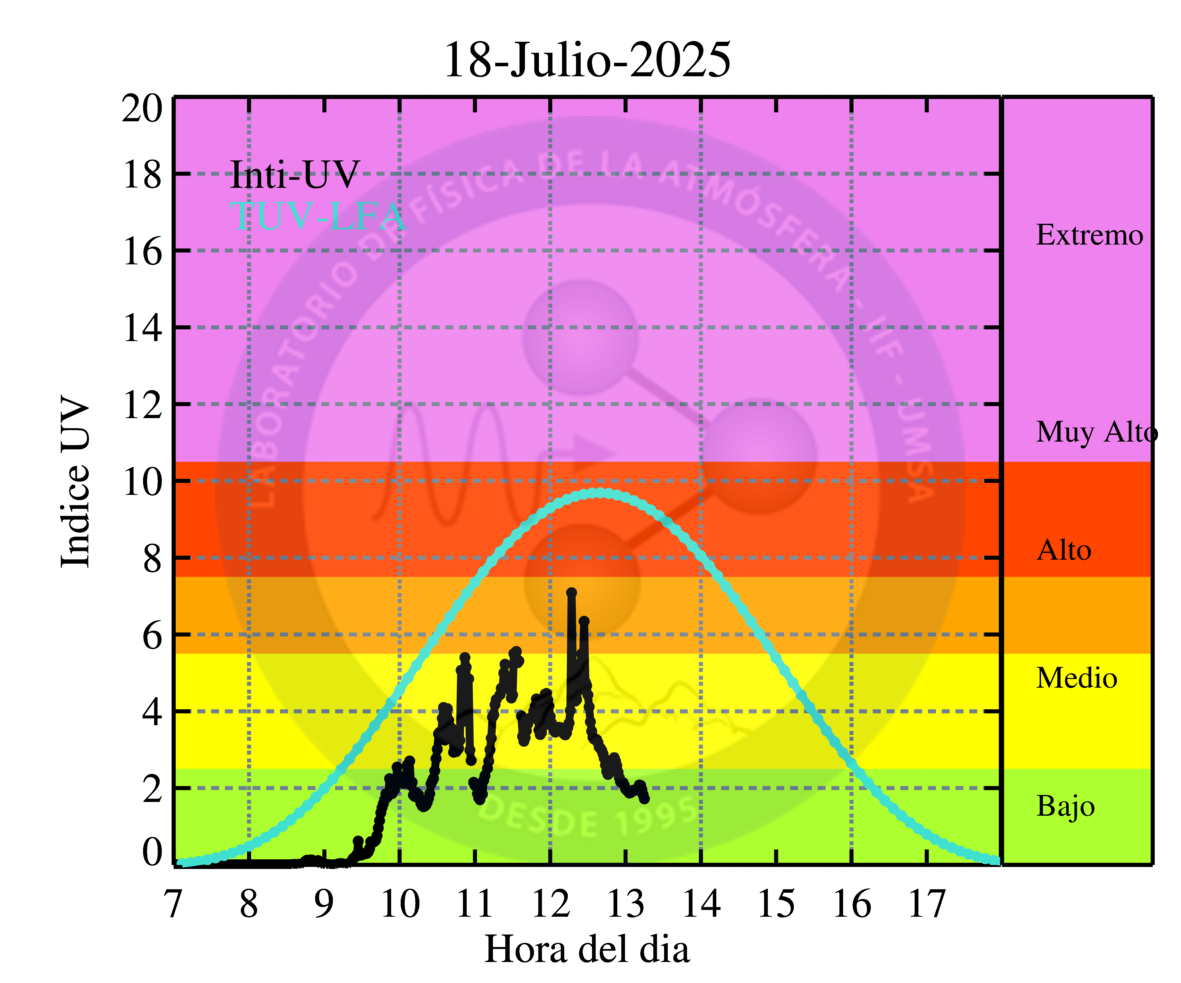 18-Julio-2025
20
18
16
14
12
10
8
6
4
2
0
Indice UV
Inti-UV
TUV-LFA
LABORATORIO DE FÍSICA DE LA ATMÓSFERA - IIF - UMSA
DESDE 1995
Extremo
Muy Alto
Alto
Medio
Bajo
7 8 9 10 11 12 13 14 15 16 17
Hora del dia